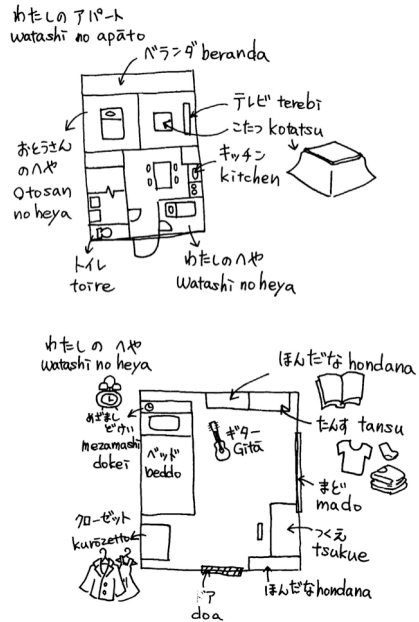 わたしの アパート
watashi no apāto
ベランダ beranda
テレビ terebi
こたつ kotatsu
おとうさん
のへや
Otosan
no heya
キッチン
kitchen
トイレ
toire
わたしのへや
watashi no heya
わたしの へや
watashi no heya
ほんだな hondana
めざまし
どけい
mezamashi
dokei
たんす tansu
ギター
Gitā
ベッド
beddo
まど
mado
クローゼット
kurōzetto
つくえ
tsukue
ドア
doa
ほんだな hondana